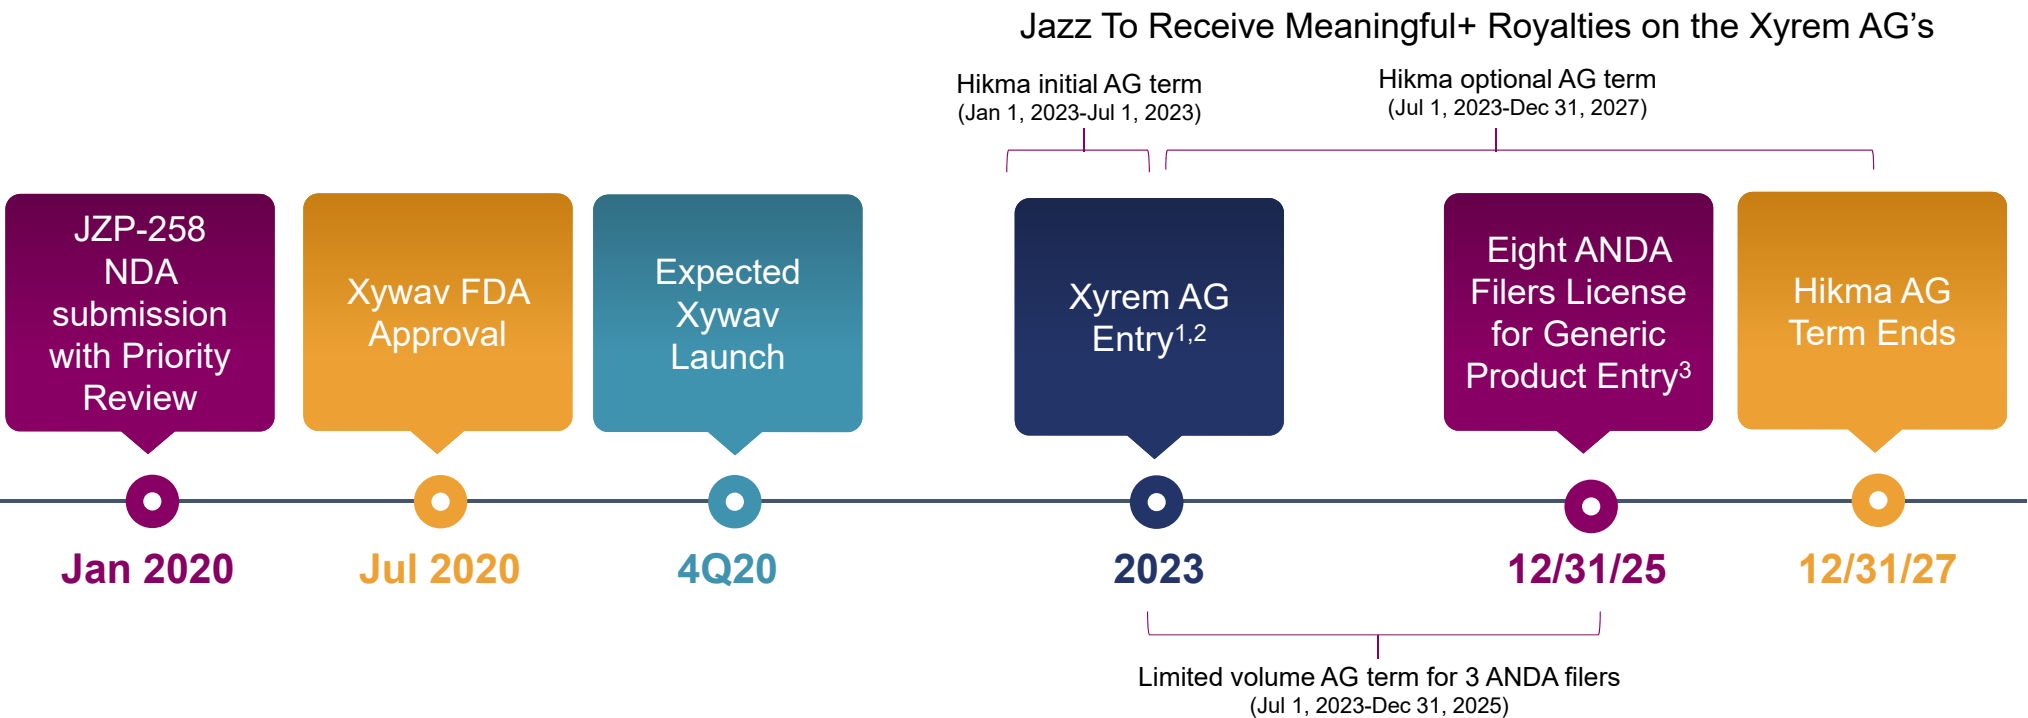 Jazz To Receive Meaningful+ Royalties on the Xyrem AG's
Hikma initial AG term
(Jan 1, 2023-Jul 1, 2023)
Hikma optional AG term
(Jul 1, 2023-Dec 31, 2027)
JZP-258
NDA
submission
with Priority
Review
Xywav FDA
Approval
Expected
Xywav
Launch
Xyrem AG
Entry1,2
Eight ANDA
Filers License
for Generic
Product Entry3
Hikma AG
Term Ends
Jan 2020
Jul 2020
4Q20
2023
12/31/25
12/31/27
Limited volume AG term for 3 ANDA filers
(Jul 1, 2023-Dec 31, 2025)